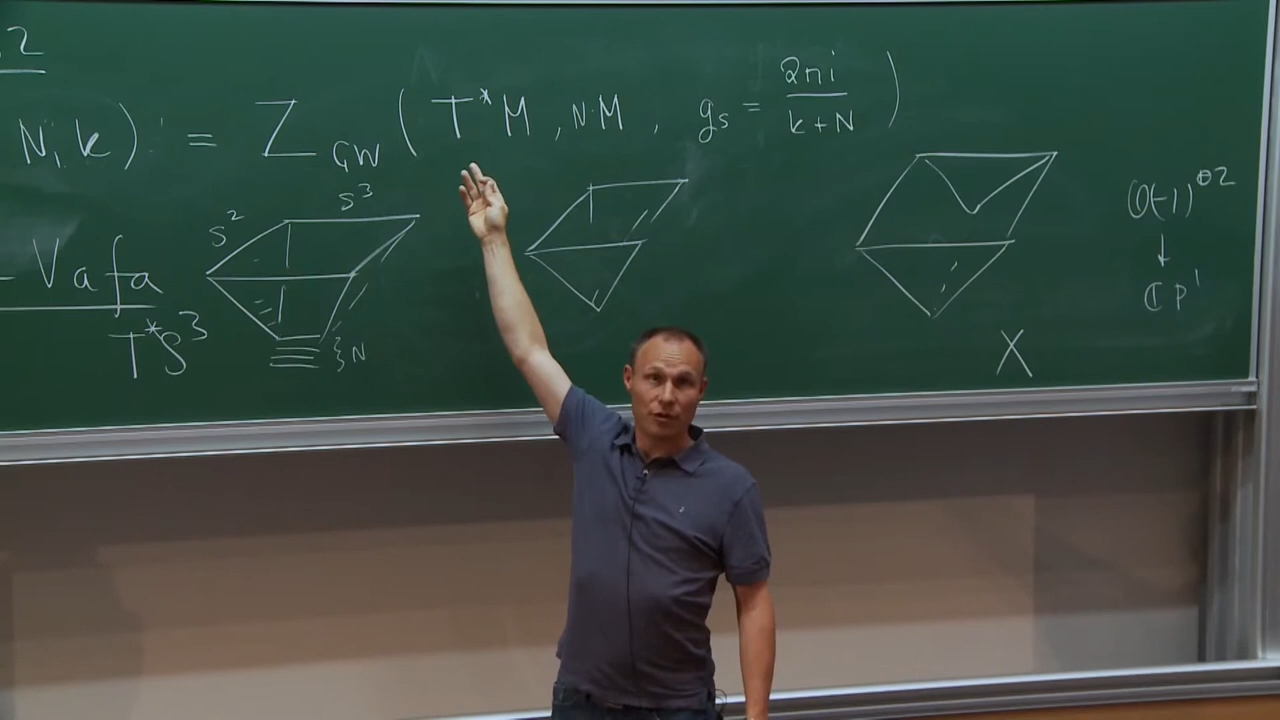 2
N, k) = Z_GW ( T*M , N·M , g_s = 2πi / k+N )
- Vafa
T*S³
S²
S³
}N
O(-1)^⊕2
↓
ℂP¹
X